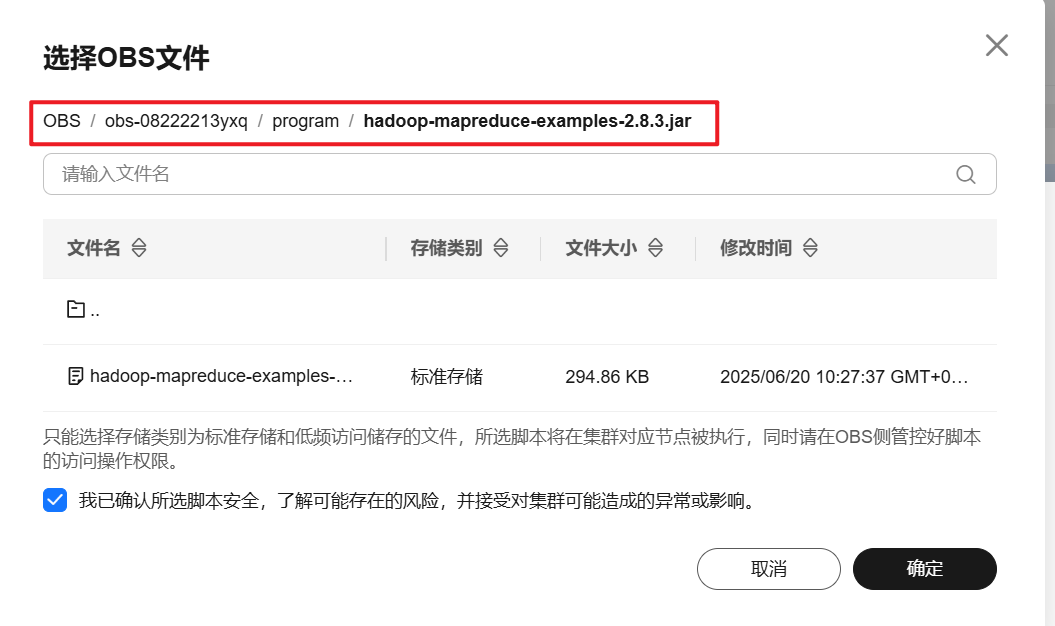 选择OBS文件
OBS / obs-08222213yxq / program / hadoop-mapreduce-examples-2.8.3.jar
请输入文件名
文件名 存储类别 文件大小 修改时间
..
hadoop-mapreduce-examples-... 标准存储 294.86 KB 2025/06/20 10:27:37 GMT+0...
只能选择存储类别为标准存储和低频访问储存的文件，所选脚本将在集群对应节点被执行，同时请在OBS侧管控好脚本
的访问操作权限。
我已确认所选脚本安全，了解可能存在的风险，并接受对集群可能造成的异常或影响。
取消 确定